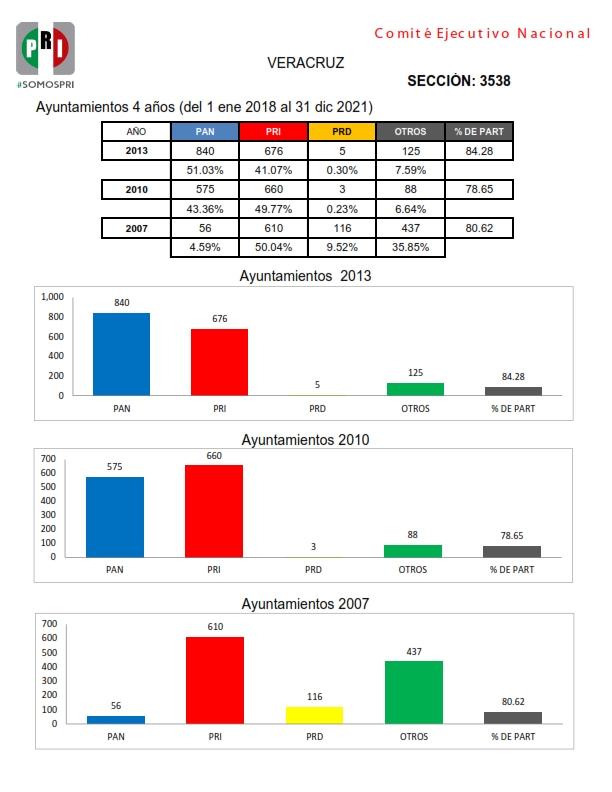 Comité Ejecutivo Nacional
PRI
#SOMOSPRI
VERACRUZ
SECCIÓN: 3538
Ayuntamientos 4 años (del 1 ene 2018 al 31 dic 2021)
AÑO PAN PRI PRD OTROS % DE PART
2013 840 676 5 125 84.28
51.03% 41.07% 0.30% 7.59%
2010 575 660 3 88 78.65
43.36% 49.77% 0.23% 6.64%
2007 56 610 116 437 80.62
4.59% 50.04% 9.52% 35.85%
Ayuntamientos 2013
1,000
800
600
400
200
0
840 676 5 125 84.28
PAN PRI PRD OTROS % DE PART
Ayuntamientos 2010
700
600
500
400
300
200
100
0
575 660 3 88 78.65
PAN PRI PRD OTROS % DE PART
Ayuntamientos 2007
700
600
500
400
300
200
100
0
56 610 116 437 80.62
PAN PRI PRD OTROS % DE PART